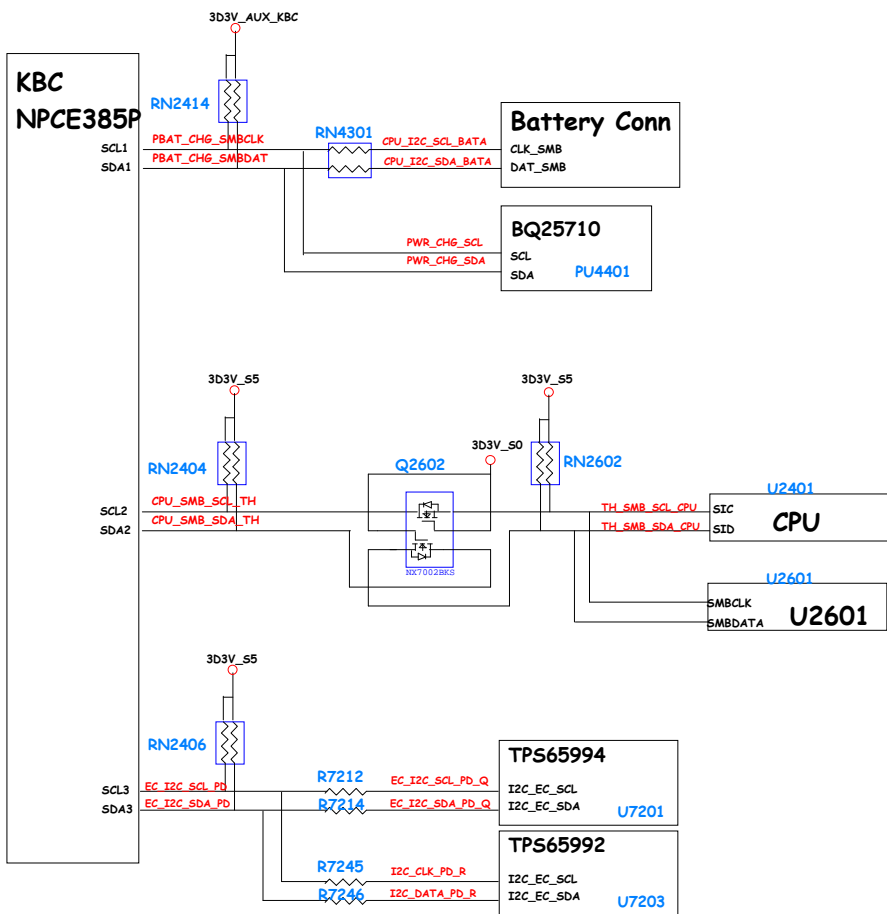 3D3V_AUX_KBC
KBC
NPCE385P
RN2414
SCL1
SDA1
PBAT_CHG_SMBCLK
PBAT_CHG_SMBDAT
RN4301
CPU_I2C_SCL_BATA
CPU_I2C_SDA_BATA
Battery Conn
CLK_SMB
DAT_SMB
BQ25710
PWR_CHG_SCL
PWR_CHG_SDA
SCL
SDA
PU4401
3D3V_S5
3D3V_S5
3D3V_S0
RN2404
Q2602
RN2602
SCL2
SDA2
CPU_SMB_SCL_TH
CPU_SMB_SDA_TH
NX7002BKS
TH_SMB_SCL_CPU
TH_SMB_SDA_CPU
U2401
SIC
SID
CPU
U2601
SMBCLK
SMBDATA
U2601
3D3V_S5
RN2406
SCL3
SDA3
EC_I2C_SCL_PD
EC_I2C_SDA_PD
R7212
R7214
EC_I2C_SCL_PD_Q
EC_I2C_SDA_PD_Q
TPS65994
I2C_EC_SCL
I2C_EC_SDA
U7201
R7245
R7246
I2C_CLK_PD_R
I2C_DATA_PD_R
TPS65992
I2C_EC_SCL
I2C_EC_SDA
U7203